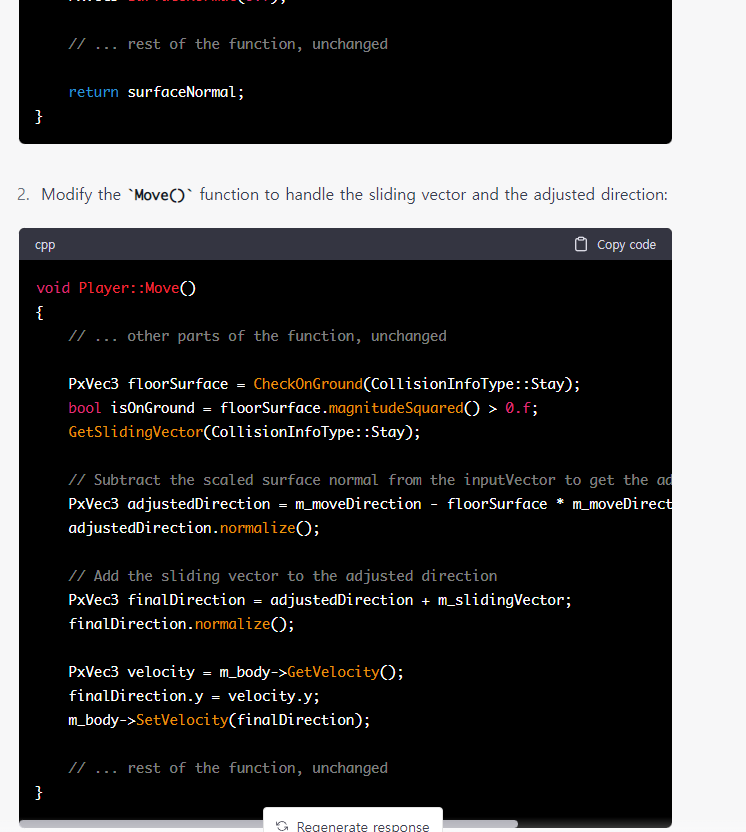 // ... rest of the function, unchanged
return surfaceNormal;
}
2. Modify the `Move()` function to handle the sliding vector and the adjusted direction:
cpp
Copy code
void Player::Move()
{
// ... other parts of the function, unchanged
PxVec3 floorSurface = CheckOnGround(CollisionInfoType::Stay);
bool isOnGround = floorSurface.magnitudeSquared() > 0.f;
GetSlidingVector(CollisionInfoType::Stay);
// Subtract the scaled surface normal from the inputVector to get the ad
PxVec3 adjustedDirection = m_moveDirection - floorSurface * m_moveDirect
adjustedDirection.normalize();
// Add the sliding vector to the adjusted direction
PxVec3 finalDirection = adjustedDirection + m_slidingVector;
finalDirection.normalize();
PxVec3 velocity = m_body->GetVelocity();
finalDirection.y = velocity.y;
m_body->SetVelocity(finalDirection);
// ... rest of the function, unchanged
}
Regenerate response